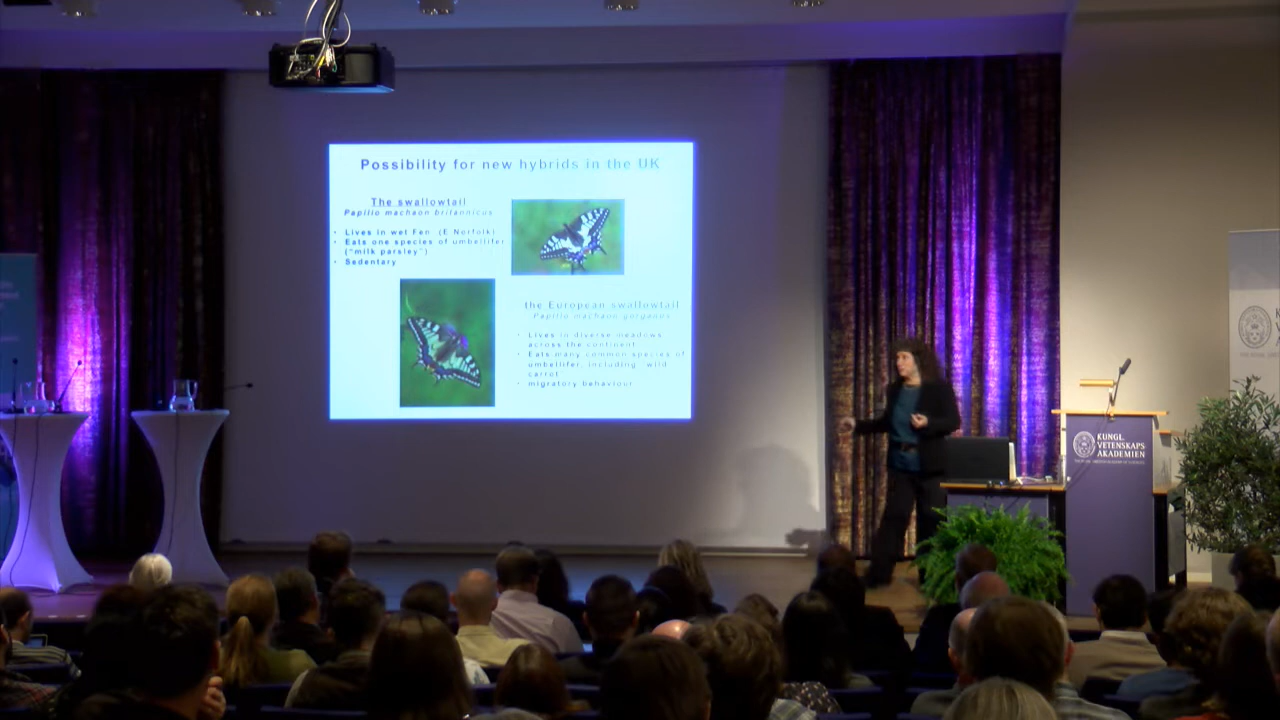 Possibility for new hybrids in the UK
The swallowtail
Papilio machaon britannicus
• Lives in wet Fen (E Norfolk)
• Eats one species of umbellifer
("milk parsley")
• Sedentary
the European swallowtail
Papilio machaon gorganus
• Lives in diverse meadows
across the continent
• Eats many common species of
umbellifer, including wild
carrot
• migratory behaviour
KUNGL.
VETENSKAPS
AKADEMIEN